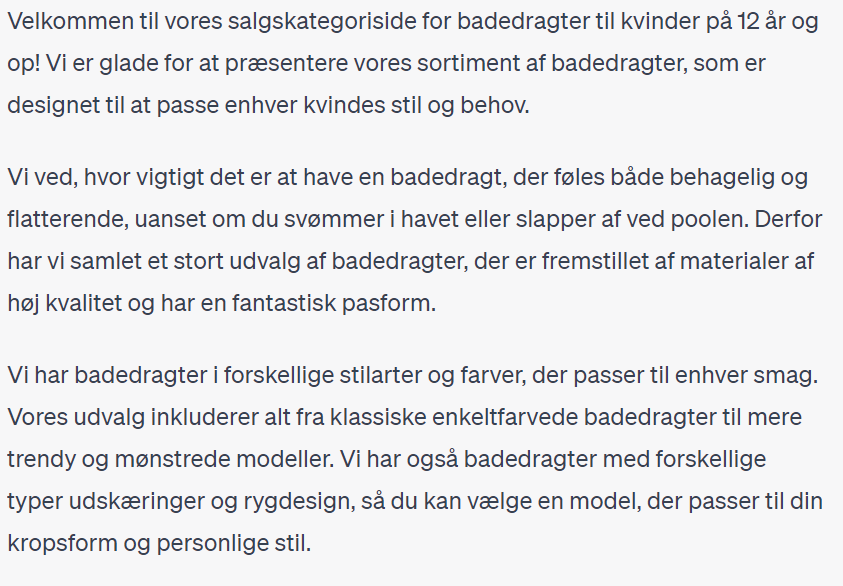 Velkommen til vores salgskategoriside for badedragter til kvinder på 12 år og
op! Vi er glade for at præsentere vores sortiment af badedragter, som er
designet til at passe enhver kvindes stil og behov.
Vi ved, hvor vigtigt det er at have en badedragt, der føles både behagelig og
flatterende, uanset om du svømmer i havet eller slapper af ved poolen. Derfor
har vi samlet et stort udvalg af badedragter, der er fremstillet af materialer af
høj kvalitet og har en fantastisk pasform.
Vi har badedragter i forskellige stilarter og farver, der passer til enhver smag.
Vores udvalg inkluderer alt fra klassiske enkeltfarvede badedragter til mere
trendy og mønstrede modeller. Vi har også badedragter med forskellige
typer udskæringer og rygdesign, så du kan vælge en model, der passer til din
kropsform og personlige stil.